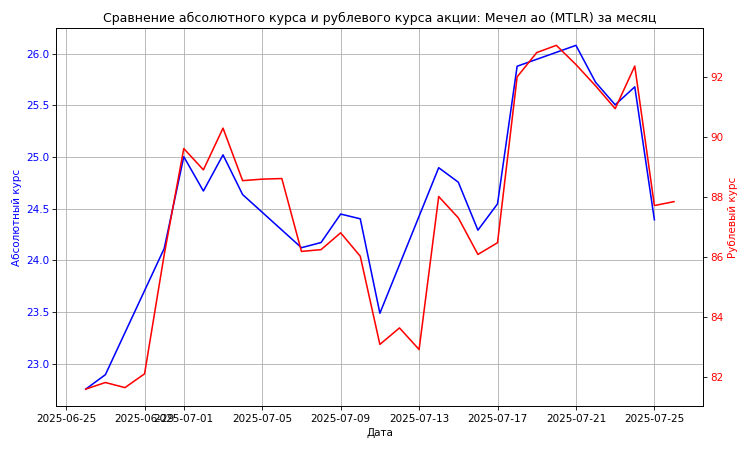 Сравнение абсолютного курса и рублевого курса акции: Мечел ао (MTLR) за месяц
Абсолютный курс
26.0
25.5
25.0
24.5
24.0
23.5
23.0
92
90
88
86
84
82
Рублевый курс
2025-06-25 2025-06-29 2025-07-01 2025-07-05 2025-07-09 2025-07-13 2025-07-17 2025-07-21 2025-07-25
Дата